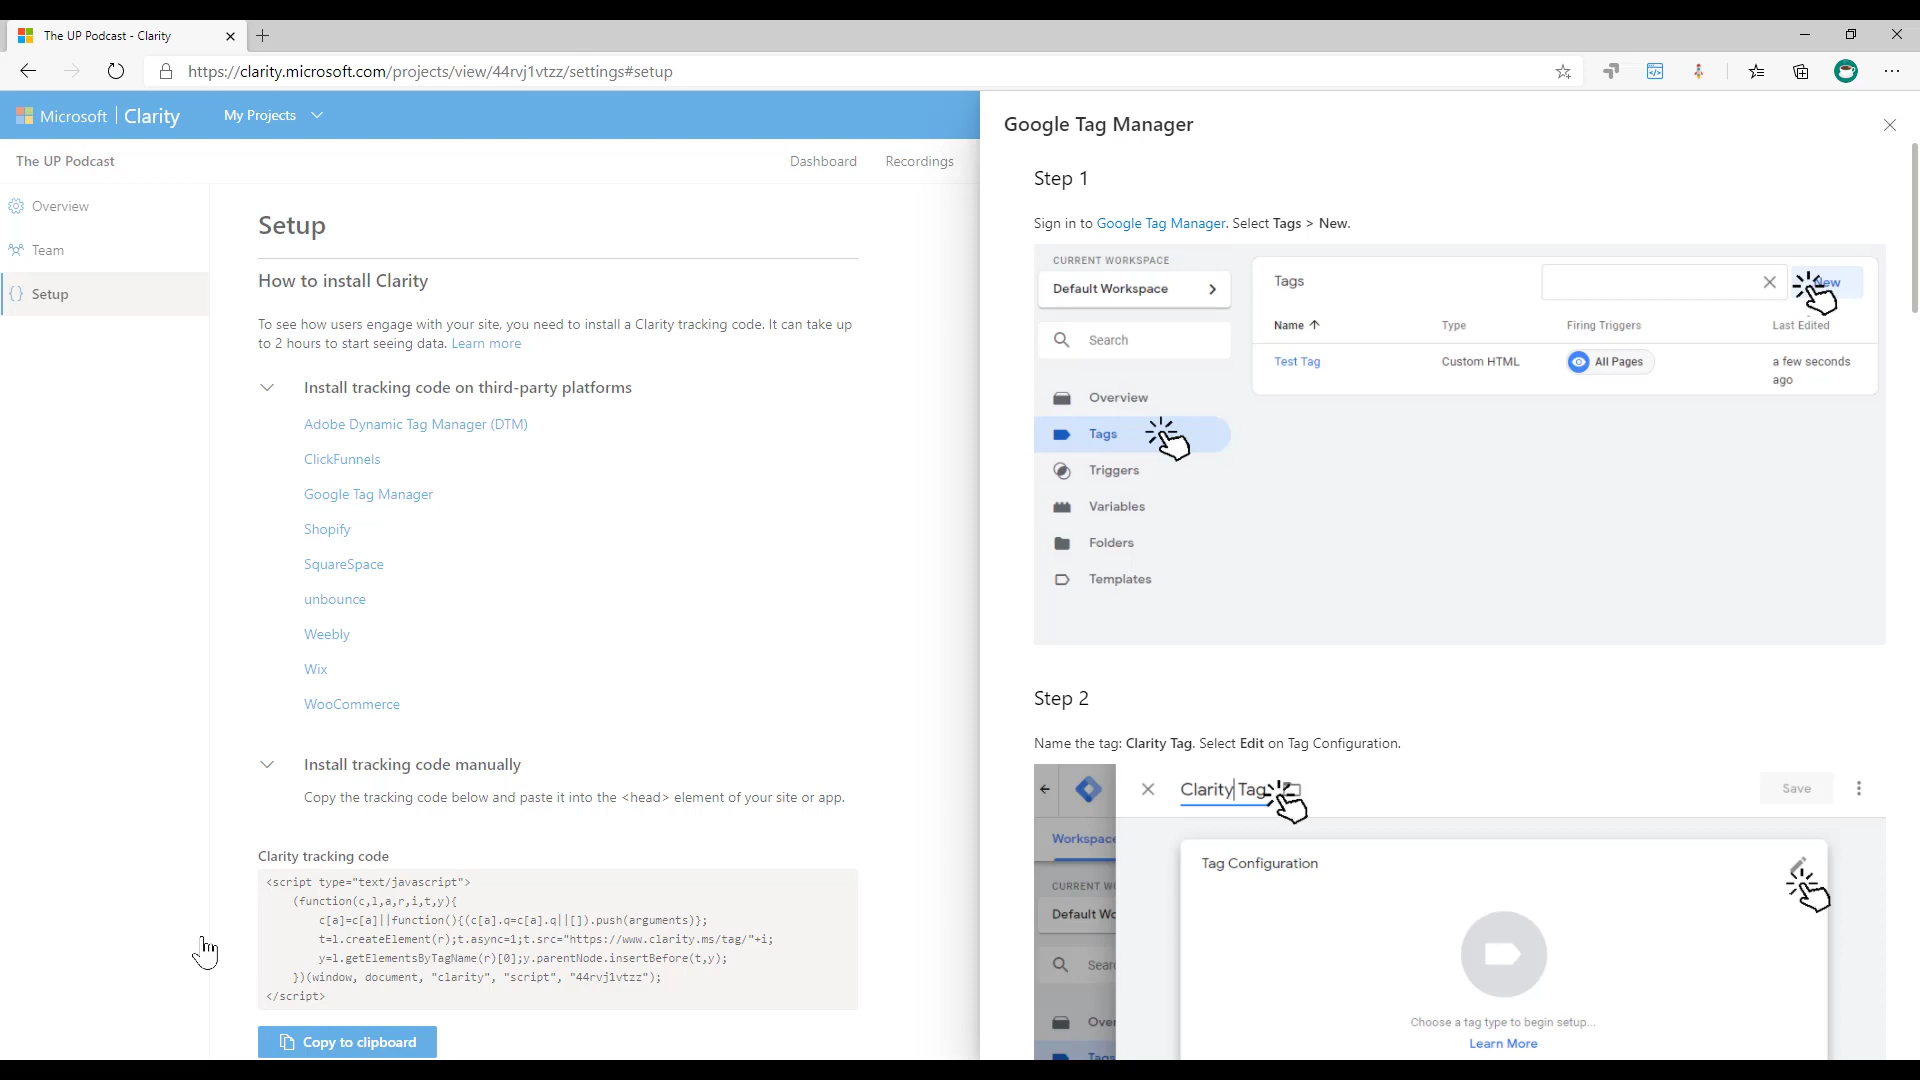 The UP Podcast - Clarity
https://clarity.microsoft.com/projects/view/44rvj1vtzz/settings#setup
Microsoft | Clarity
My Projects
The UP Podcast
Dashboard
Recordings
Overview
Team
Setup
Setup
How to install Clarity
To see how users engage with your site, you need to install a Clarity tracking code. It can take up
to 2 hours to start seeing data. Learn more
Install tracking code on third-party platforms
Adobe Dynamic Tag Manager (DTM)
ClickFunnels
Google Tag Manager
Shopify
SquareSpace
unbounce
Weebly
Wix
WooCommerce
Install tracking code manually
Copy the tracking code below and paste it into the <head> element of your site or app.
Clarity tracking code
<script type="text/javascript">
(function(c,l,a,r,i,t,y){
c[a]=c[a]||function(){(c[a].q=c[a].q||[]).push(arguments)};
t=l.createElement(r);t.async=1;t.src="https://www.clarity.ms/tag/"+i;
y=l.getElementsByTagName(r)[0];y.parentNode.insertBefore(t,y);
})(window, document, "clarity", "script", "44rvj1vtzz");
</script>
Copy to clipboard
Google Tag Manager
Step 1
Sign in to Google Tag Manager. Select Tags > New.
CURRENT WORKSPACE
Default Workspace
Search
Overview
Tags
Triggers
Variables
Folders
Templates
Tags
New
Name Type Firing Triggers Last Edited
Test Tag Custom HTML All Pages a few seconds
ago
Step 2
Name the tag: Clarity Tag. Select Edit on Tag Configuration.
Clarity Tag
Save
Workspace
CURRENT W
Default Wo
Sear
Over
Tags
Tag Configuration
Choose a tag type to begin setup...
Learn More